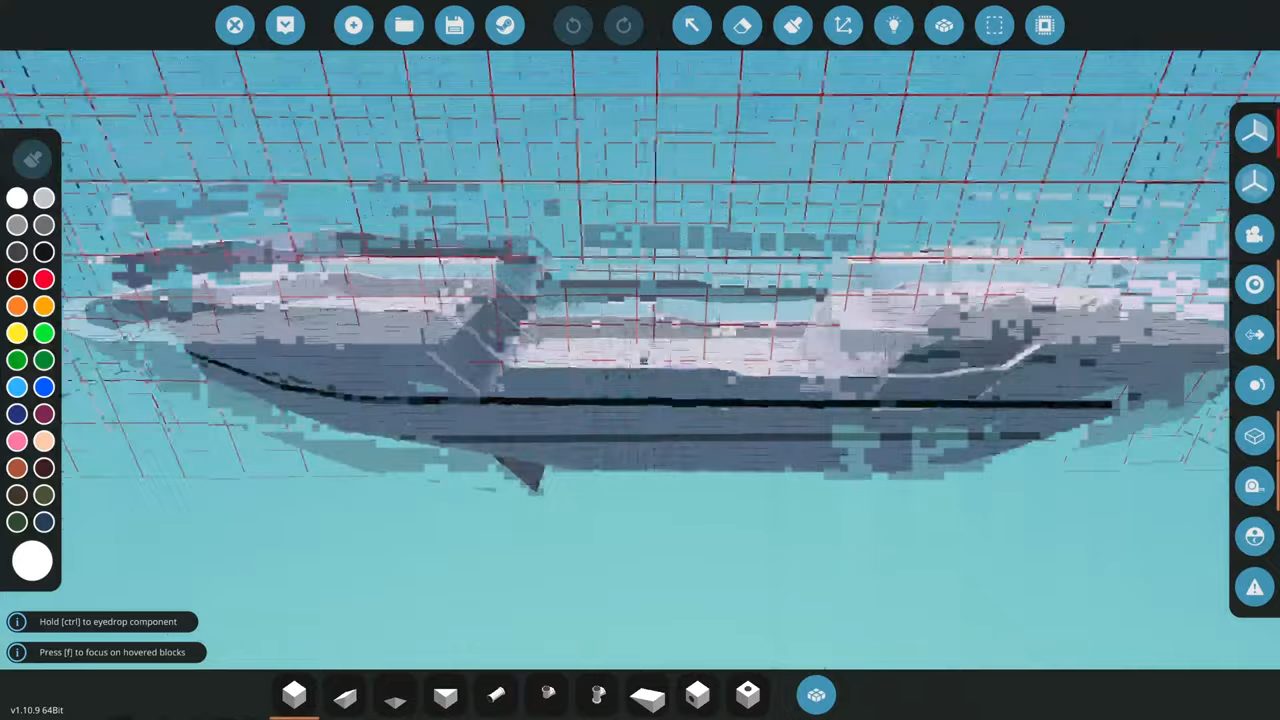 Hold [ctrl] to eyedrop component
Press [f] to focus on hovered blocks
v1.10.9 64Bit